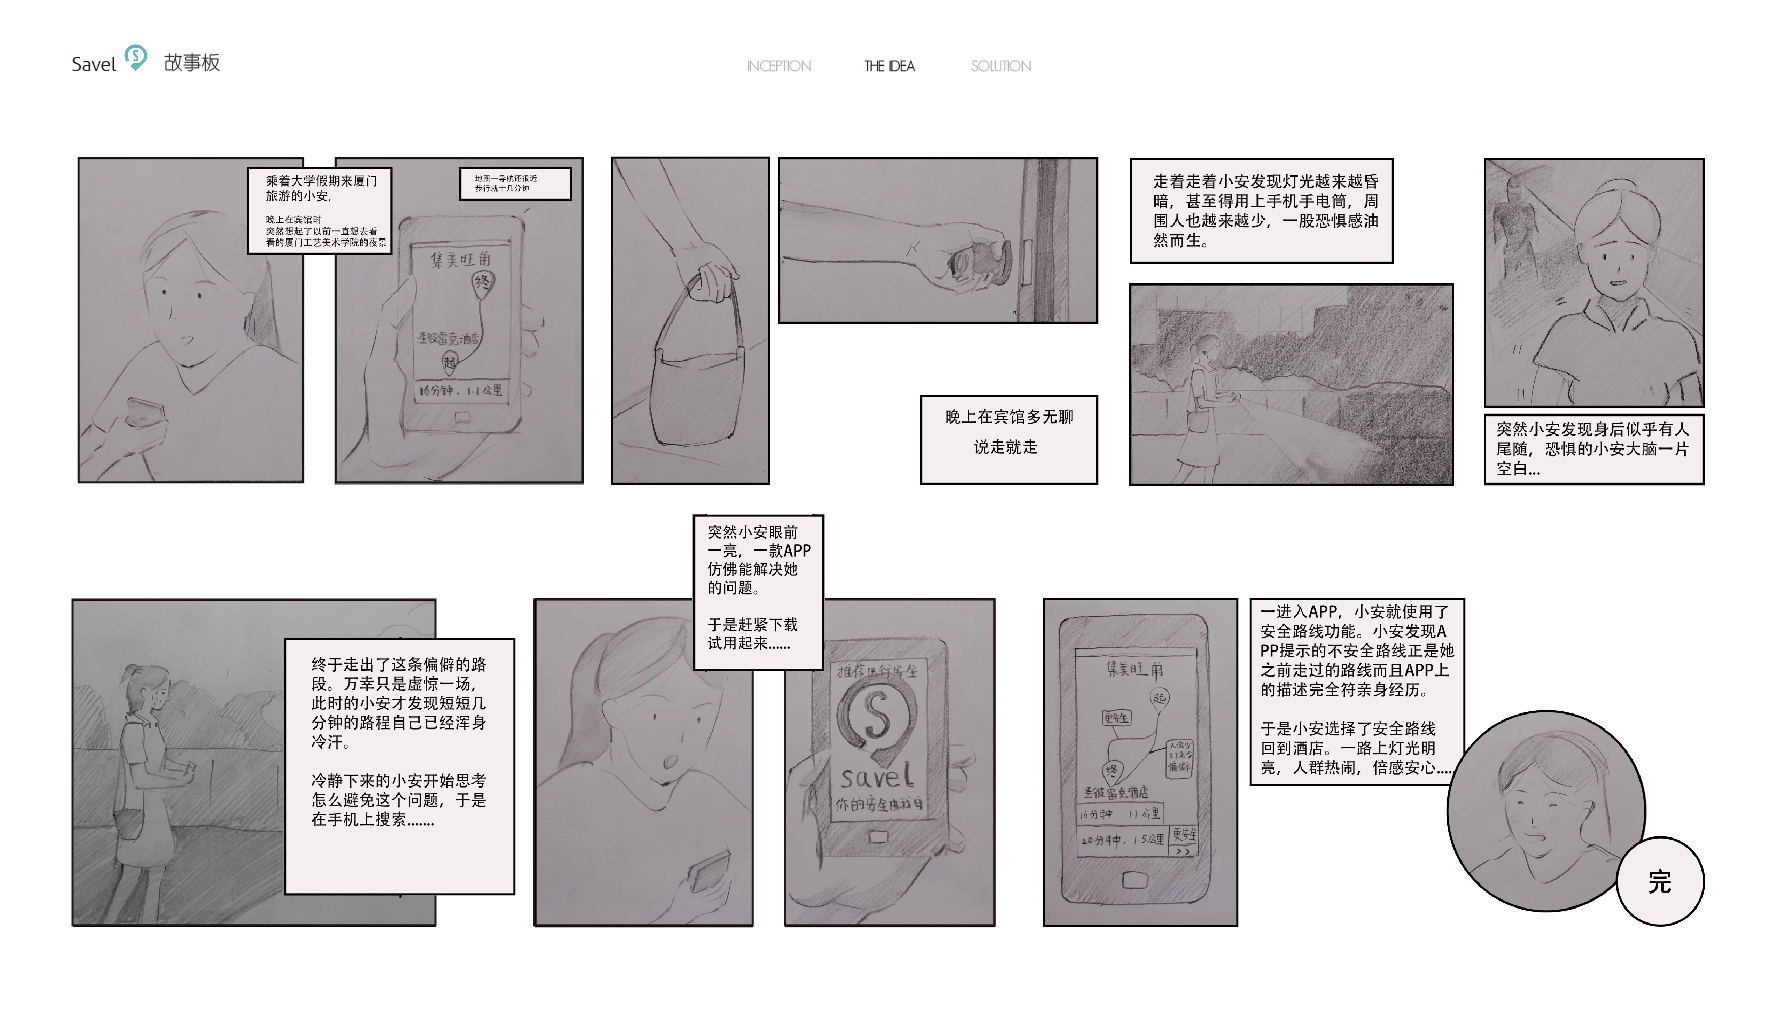 Savel S 故事板
INCEPTION
THE IDEA
SOLUTION
乘着大学假期来厦门
旅游的小安,
晚上在宾馆时
突然想起了以前一直想去看
看的厦门工艺美术学院的夜景
地图一导航还很近
步行就十几分钟
集美旺角
终
圣彼雷克酒店
起
16分钟 . 1.1公里
晚上在宾馆多无聊
说走就走
走着走着小安发现灯光越来越昏
暗，甚至得用上手机手电筒，周
围人也越来越少，一股恐惧感油
然而生。
突然小安发现身后似乎有人
尾随，恐惧的小安大脑一片
空白...
终于走出了这条偏僻的路
段。万幸只是虚惊一场，
此时的小安才发现短短几
分钟的路程自己已经浑身
冷汗。
冷静下来的小安开始思考
怎么避免这个问题，于是
在手机上搜索.......
突然小安眼前
一亮，一款APP
仿佛能解决她
的问题。
于是赶紧下载
试用起来......
推荐出行安全
S
savel
你的安全
集美旺角
起
更安全
人流少
偏僻
终
圣彼雷克酒店
16分钟 1.1公里
20分钟 . 1.5公里
更安全
>>
一进入APP，小安就使用了
安全路线功能。小安发现A
PP提示的不安全路线正是她
之前走过的路线而且APP上
的描述完全符亲身经历。
于是小安选择了安全路线
回到酒店。一路上灯光明
亮，人群热闹，倍感安心.....
完